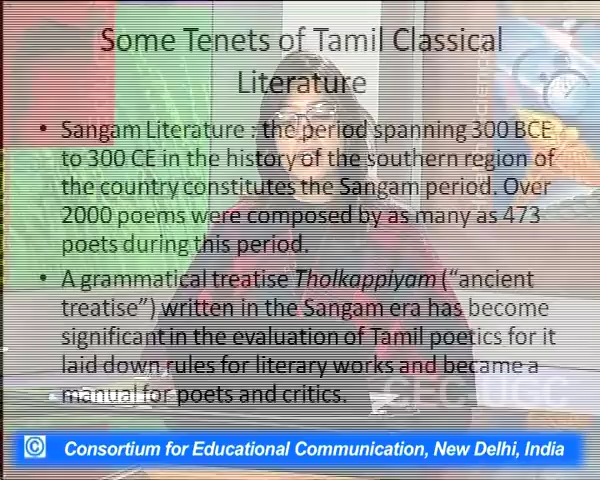 Some Tenets of Tamil Classical
Literature
• Sangam Literature : the period spanning 300 BCE
to 300 CE in the history of the southern region of
the country constitutes the Sangam period. Over
2000 poems were composed by as many as 473
poets during this period.
• A grammatical treatise Tholkappiyam (“ancient
treatise”) written in the Sangam era has become
significant in the evaluation of Tamil poetics for it
laid down rules for literary works and became a
manual for poets and critics.
CEC-UGC
© Consortium for Educational Communication, New Delhi, India